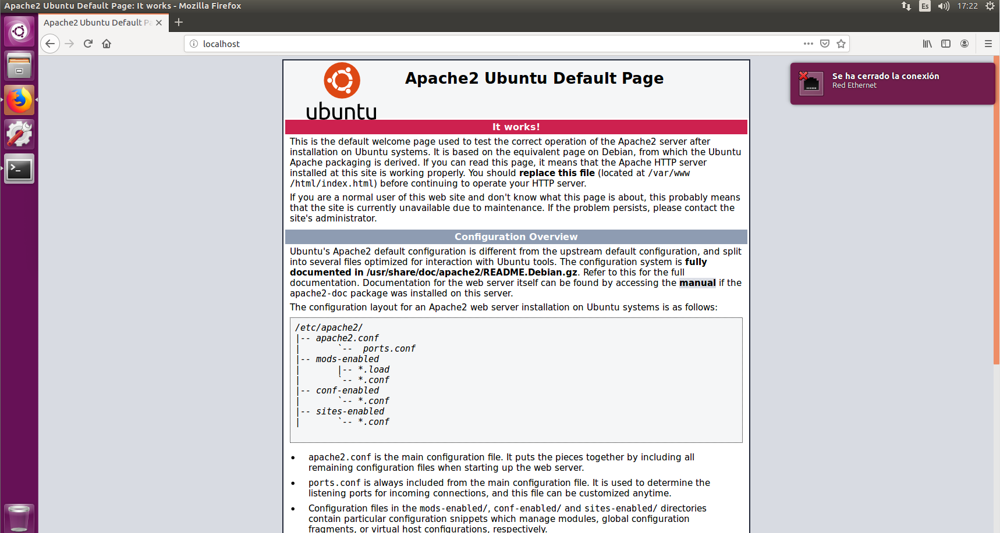 Apache2 Ubuntu Default Page: It works - Mozilla Firefox
Es
17:22
Apache2 Ubuntu Default Pa
localhost
Se ha cerrado la conexión
Red Ethernet
ubuntu
Apache2 Ubuntu Default Page
It works!
This is the default welcome page used to test the correct operation of the Apache2 server after
installation on Ubuntu systems. It is based on the equivalent page on Debian, from which the Ubuntu
Apache packaging is derived. If you can read this page, it means that the Apache HTTP server
installed at this site is working properly. You should replace this file (located at /var/www
/html/index.html) before continuing to operate your HTTP server.
If you are a normal user of this web site and don't know what this page is about, this probably means
that the site is currently unavailable due to maintenance. If the problem persists, please contact the
site's administrator.
Configuration Overview
Ubuntu's Apache2 default configuration is different from the upstream default configuration, and split
into several files optimized for interaction with Ubuntu tools. The configuration system is fully
documented in /usr/share/doc/apache2/README.Debian.gz. Refer to this for the full
documentation. Documentation for the web server itself can be found by accessing the manual if the
apache2-doc package was installed on this server.
The configuration layout for an Apache2 web server installation on Ubuntu systems is as follows:
/etc/apache2/
|-- apache2.conf
|       `--  ports.conf
|-- mods-enabled
|       |-- *.load
|       `-- *.conf
|-- conf-enabled
|       `-- *.conf
|-- sites-enabled
|       `-- *.conf
• apache2.conf is the main configuration file. It puts the pieces together by including all
remaining configuration files when starting up the web server.
• ports.conf is always included from the main configuration file. It is used to determine the
listening ports for incoming connections, and this file can be customized anytime.
• Configuration files in the mods-enabled/, conf-enabled/ and sites-enabled/ directories
contain particular configuration snippets which manage modules, global configuration
fragments, or virtual host configurations, respectively.